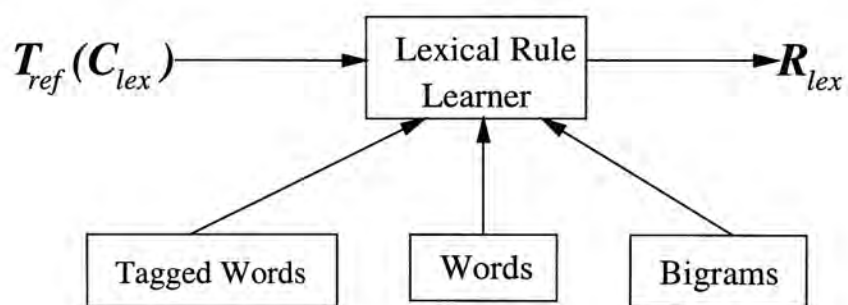 T_ref (C_lex)
Lexical Rule
Learner
R_lex
Tagged Words
Words
Bigrams